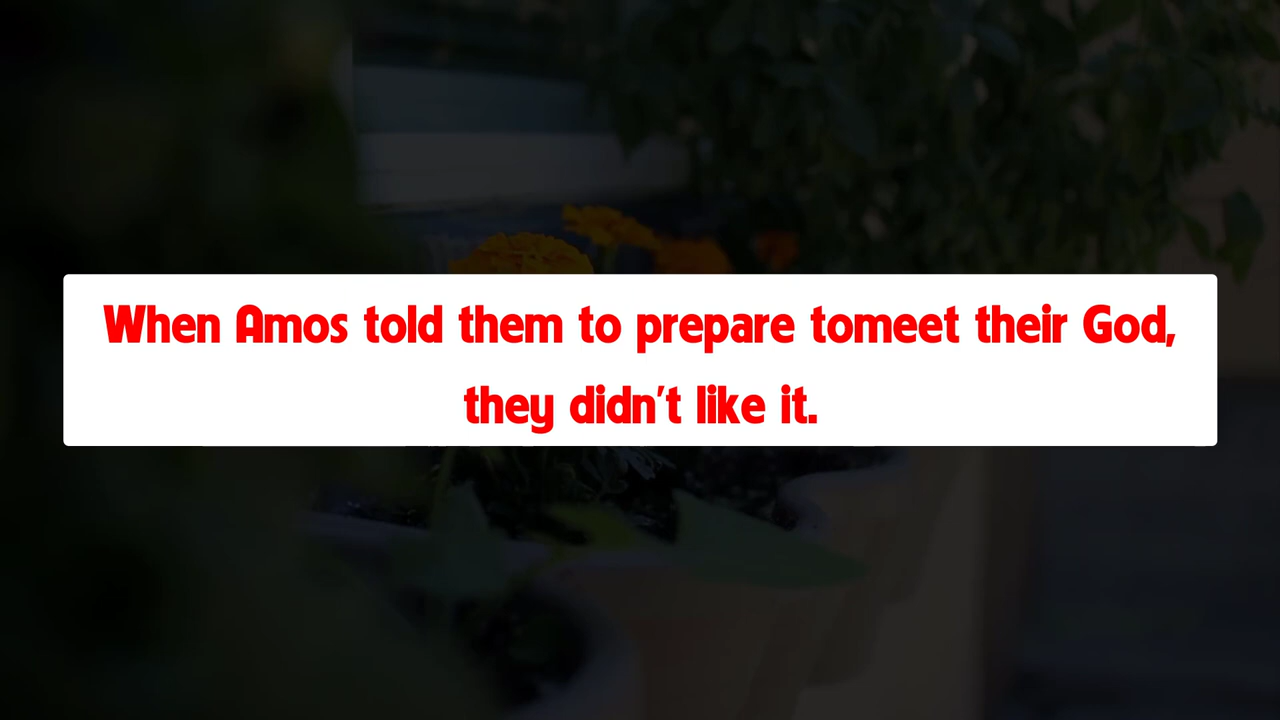 When Amos told them to prepare tomeet their God,
they didn't like it.